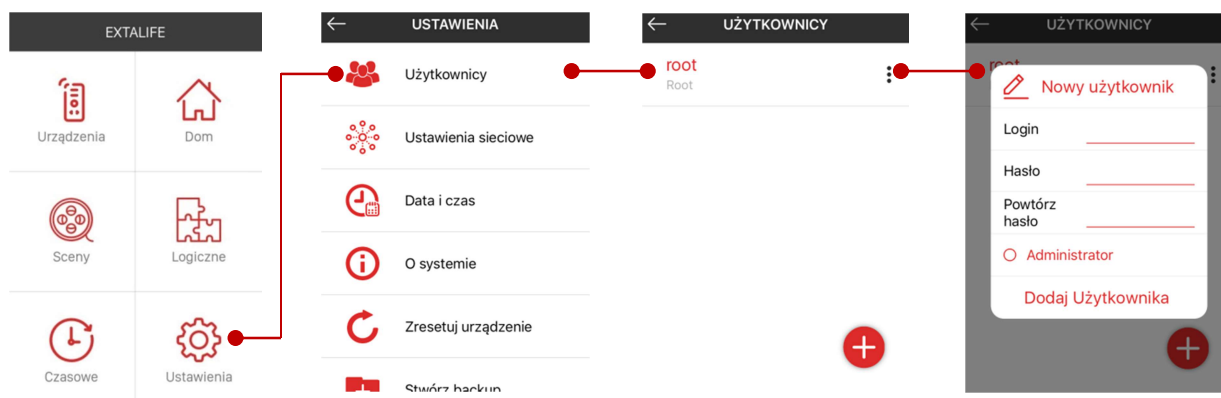 EXTALIFE
Urządzenia
Dom
Sceny
Logiczne
Czasowe
Ustawienia
USTAWIENIA
Użytkownicy
Ustawienia sieciowe
Data i czas
O systemie
Zresetuj urządzenie
Stwórz backup
UŻYTKOWNICY
root
Root
UŻYTKOWNICY
root
Nowy użytkownik
Login
Hasło
Powtórz
hasło
Administrator
Dodaj Użytkownika